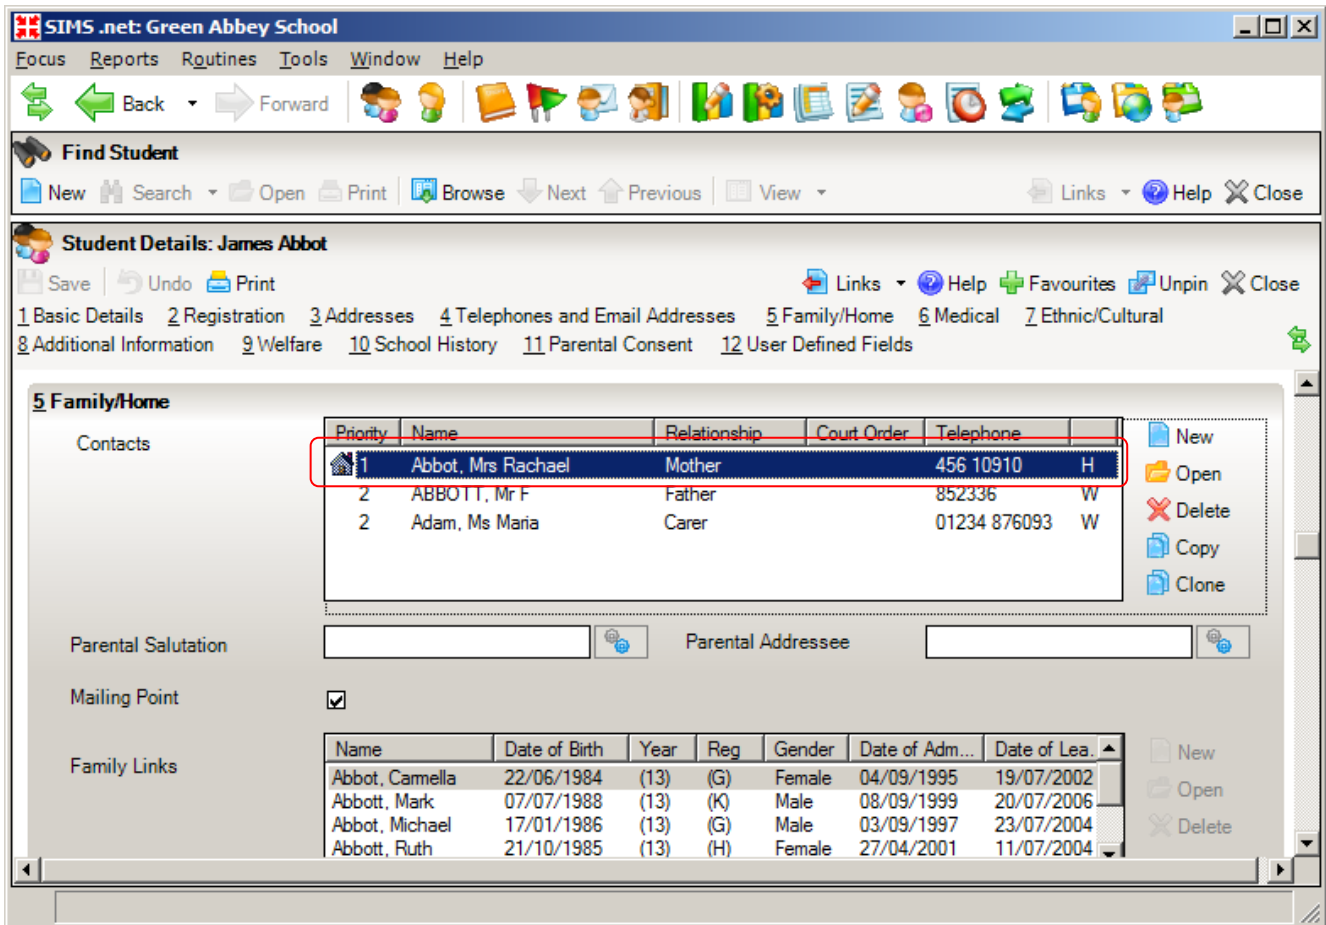 SIMS .net: Green Abbey School
Focus Reports Routines Tools Window Help
Back Forward
Find Student
New Search Open Print Browse Next Previous View Links Help Close
Student Details: James Abbot
Save Undo Print Links Help Favourites Unpin Close
1 Basic Details 2 Registration 3 Addresses 4 Telephones and Email Addresses 5 Family/Home 6 Medical 7 Ethnic/Cultural
8 Additional Information 9 Welfare 10 School History 11 Parental Consent 12 User Defined Fields
5 Family/Home
Contacts
Priority Name Relationship Court Order Telephone
1 Abbot, Mrs Rachael Mother 456 10910 H
2 ABBOTT, Mr F Father 852336 W
2 Adam, Ms Maria Carer 01234 876093 W
New
Open
Delete
Copy
Clone
Parental Salutation Parental Addressee
Mailing Point
Family Links
Name Date of Birth Year Reg Gender Date of Adm... Date of Lea.
Abbot, Carmella 22/06/1984 (13) (G) Female 04/09/1995 19/07/2002
Abbott, Mark 07/07/1988 (13) (K) Male 08/09/1999 20/07/2006
Abbot, Michael 17/01/1986 (13) (G) Male 03/09/1997 23/07/2004
Abbott, Ruth 21/10/1985 (13) (H) Female 27/04/2001 11/07/2004
New
Open
Delete